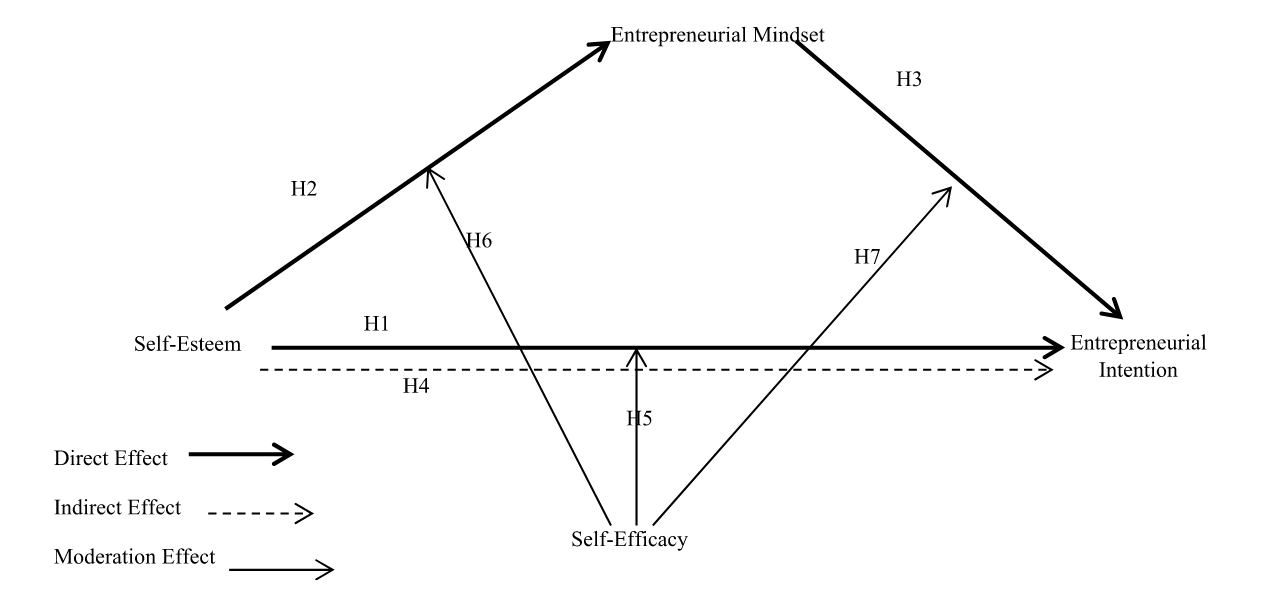 Entrepreneurial Mindset
H3
H2
H6
H7
H1
Self-Esteem
Entrepreneurial
Intention
H4
H5
Direct Effect
Indirect Effect
Self-Efficacy
Moderation Effect